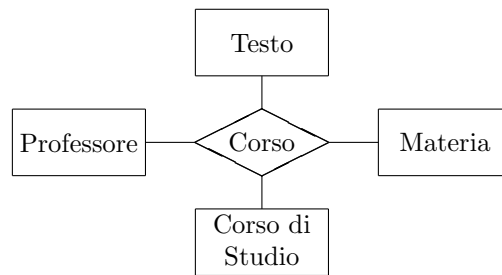 Testo
Professore
Corso
Materia
Corso di
Studio